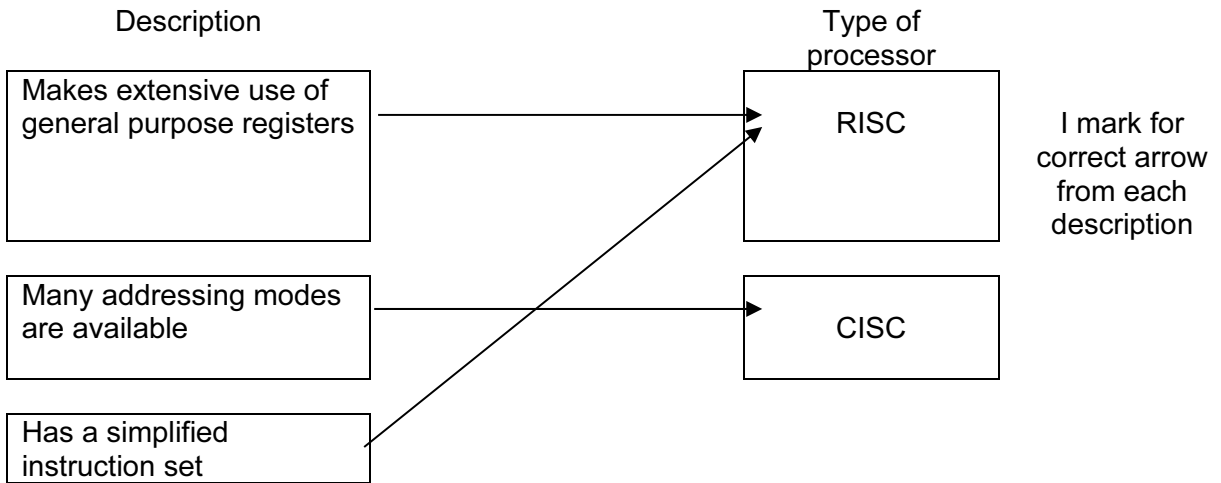 Description
Type of
processor
Makes extensive use of
general purpose registers
RISC
I mark for
correct arrow
from each
description
Many addressing modes
are available
CISC
Has a simplified
instruction set